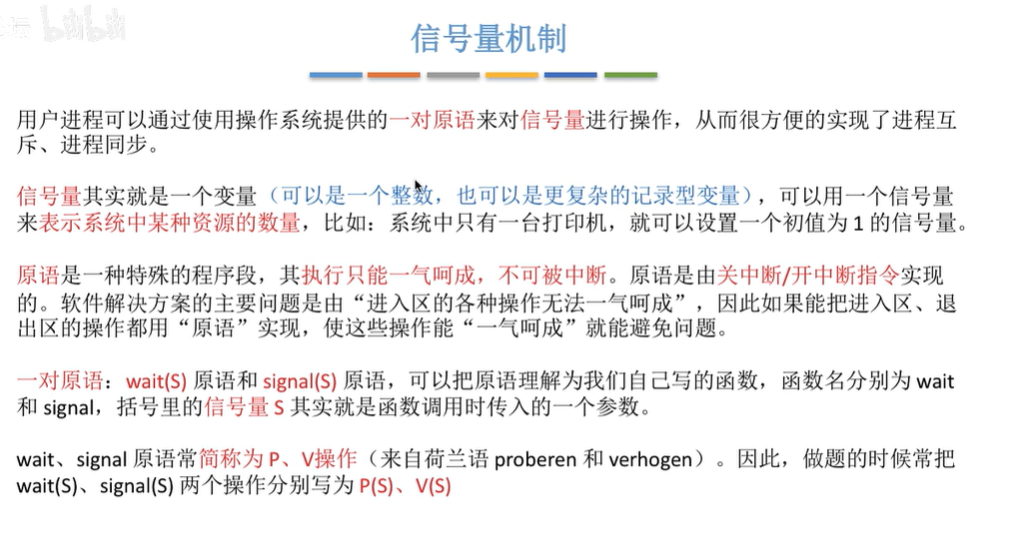 bilibili
信号量机制
用户进程可以通过使用操作系统提供的一对原语来对信号量进行操作，从而很方便的实现了进程互
斥、进程同步。
信号量其实就是一个变量（可以是一个整数，也可以是更复杂的记录型变量），可以用一个信号量
来表示系统中某种资源的数量，比如：系统中只有一台打印机，就可以设置一个初值为 1 的信号量。
原语是一种特殊的程序段，其执行只能一气呵成，不可被中断。原语是由关中断/开中断指令实现
的。软件解决方案的主要问题是由“进入区的各种操作无法一气呵成”，因此如果能把进入区、退
出区的操作都用“原语”实现，使这些操作能“一气呵成”就能避免问题。
一对原语：wait(S) 原语和 signal(S) 原语，可以把原语理解为我们自己写的函数，函数名分别为 wait
和 signal，括号里的信号量 S 其实就是函数调用时传入的一个参数。
wait、signal 原语常简称为 P、V操作（来自荷兰语 proberen 和 verhogen）。因此，做题的时候常把
wait(S)、signal(S) 两个操作分别写为 P(S)、V(S)